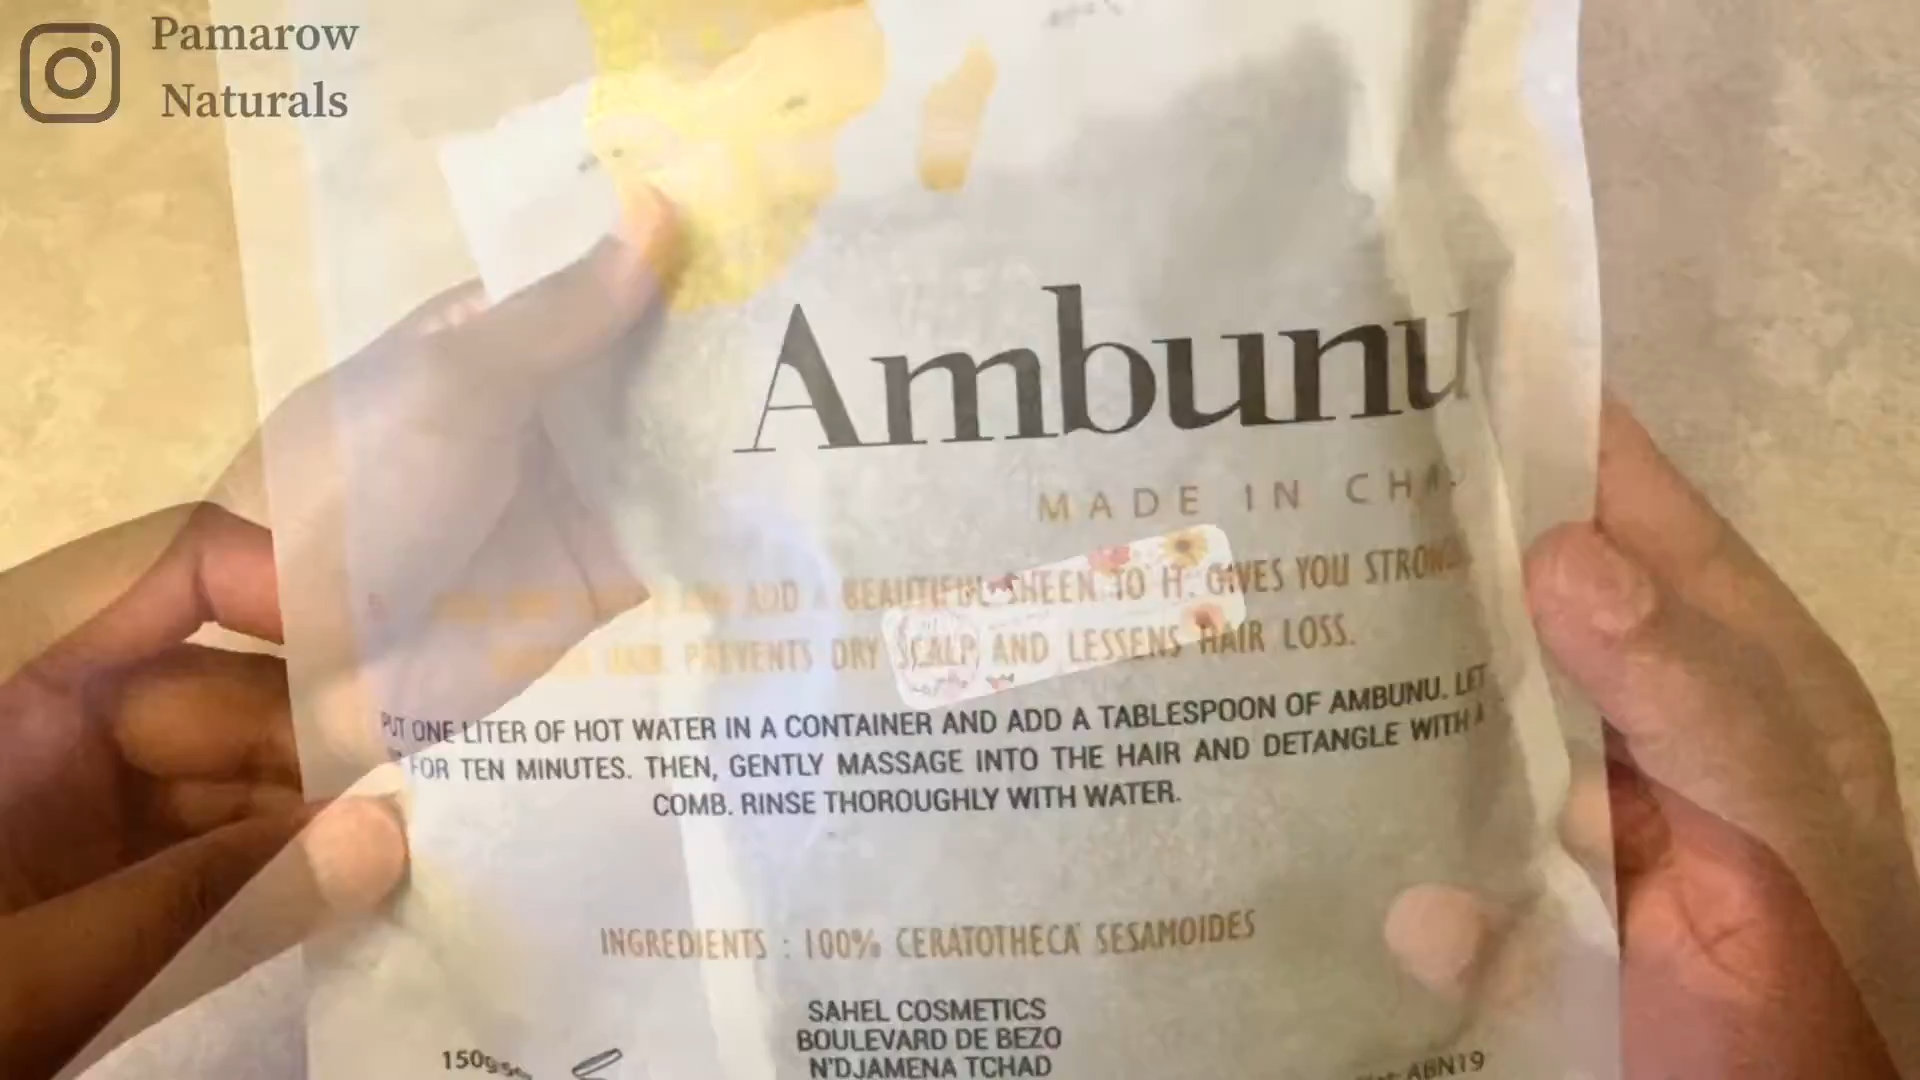 Pamarow
Naturals
Ambunu
MADE IN
ADD A BEAUTIFUL SHEEN TO IT. GIVES YOU
PREVENTS DRY SCALP AND LESSENS HAIR LOSS.
PUT ONE LITER OF HOT WATER IN A CONTAINER AND ADD A TABLESPOON OF AMBUNU. LET
FOR TEN MINUTES. THEN, GENTLY MASSAGE INTO THE HAIR AND DETANGLE WITH A
COMB. RINSE THOROUGHLY WITH WATER.
INGREDIENTS : 100% CERATOTHECA SESAMOIDES
SAHEL COSMETICS
BOULEVARD DE BEZO
N'DJAMENA TCHAD
150g
ABN19